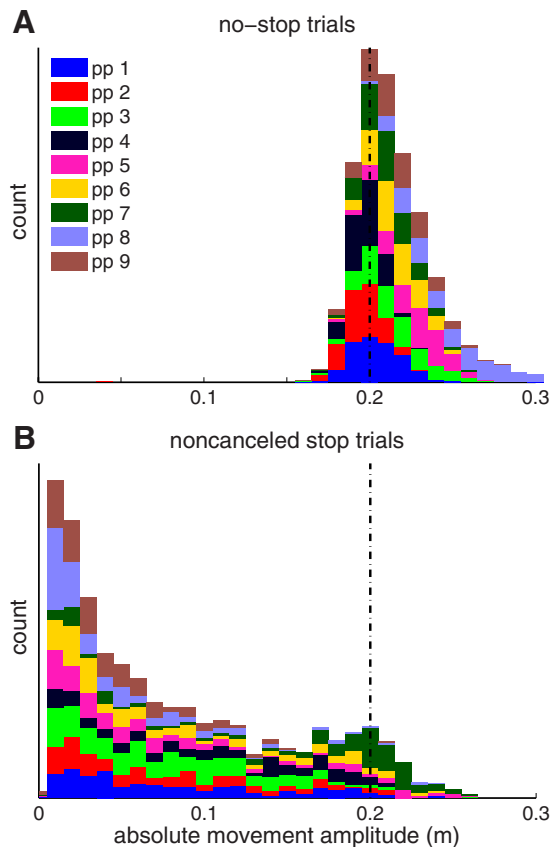 A
no−stop trials
count
pp 1
pp 2
pp 3
pp 4
pp 5
pp 6
pp 7
pp 8
pp 9
0 0.1 0.2 0.3
B
noncanceled stop trials
count
0 0.1 0.2 0.3
absolute movement amplitude (m)